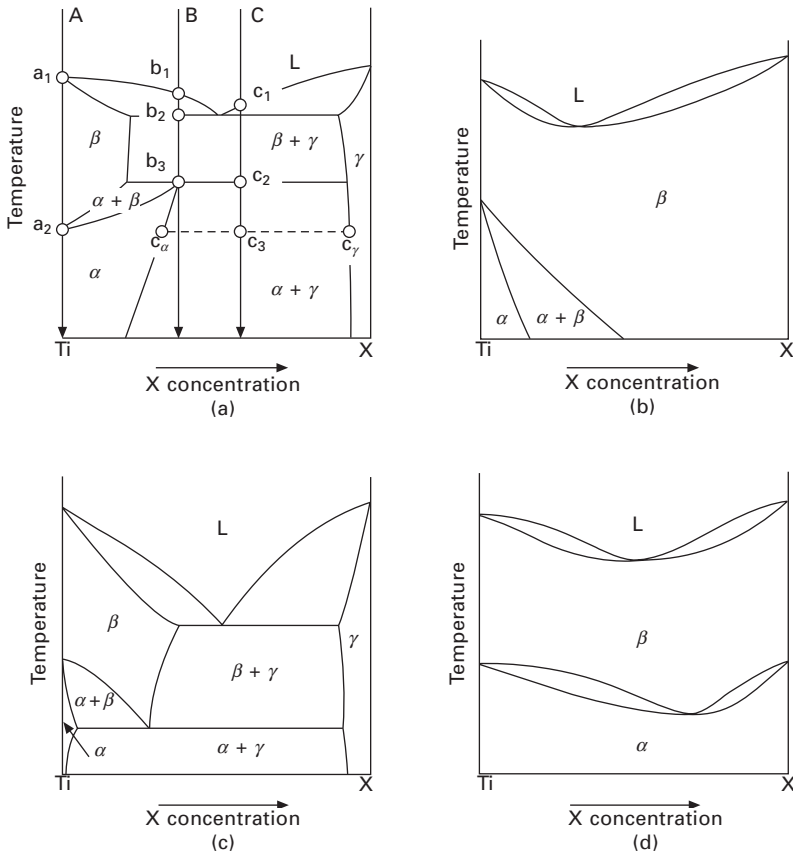 A
B
C
L
a1
b1
c1
b2
β
β + γ
γ
b3
c2
α + β
a2
cα
c3
cγ
α
α + γ
Temperature
Ti
X
X concentration
(a)
L
β
α
α + β
Temperature
Ti
X
X concentration
(b)
L
β
β + γ
γ
α+β
α
α + γ
Temperature
Ti
X
X concentration
(c)
L
β
α
Temperature
Ti
X
X concentration
(d)